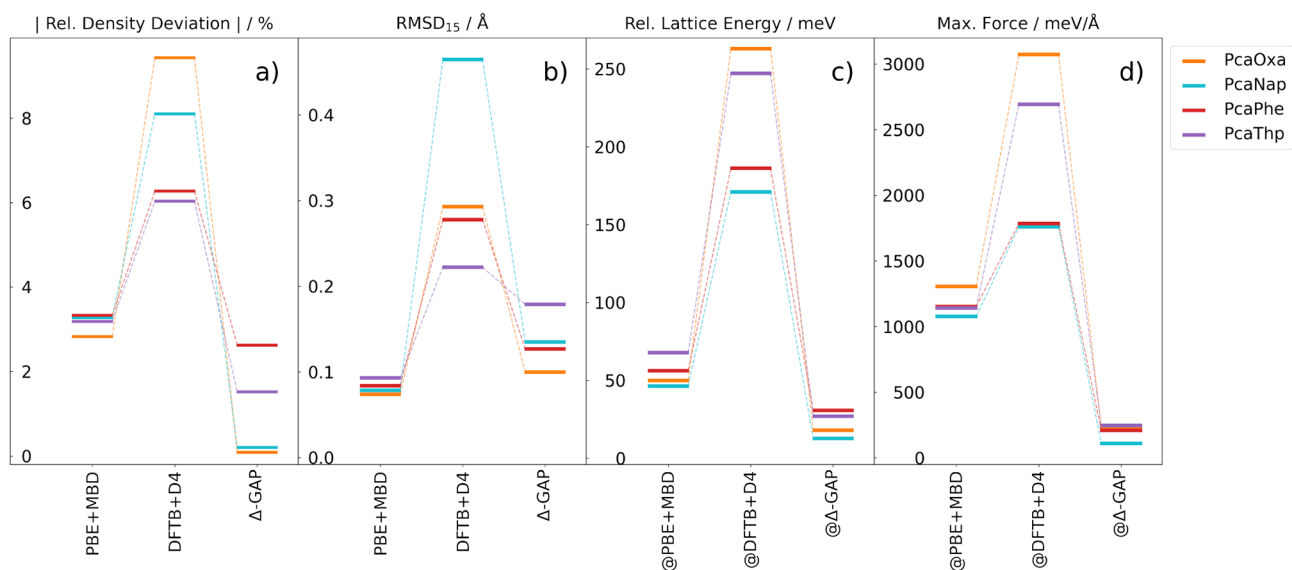 | Rel. Density Deviation | / %
a)
8
6
4
2
0
PBE+MBD
DFTB+D4
Δ-GAP
RMSD₁₅ / Å
b)
0.4
0.3
0.2
0.1
0.0
PBE+MBD
DFTB+D4
Δ-GAP
Rel. Lattice Energy / meV
c)
250
200
150
100
50
0
@PBE+MBD
@DFTB+D4
@Δ-GAP
Max. Force / meV/Å
d)
3000
2500
2000
1500
1000
500
0
@PBE+MBD
@DFTB+D4
@Δ-GAP
PcaOxa
PcaNap
PcaPhe
PcaThp